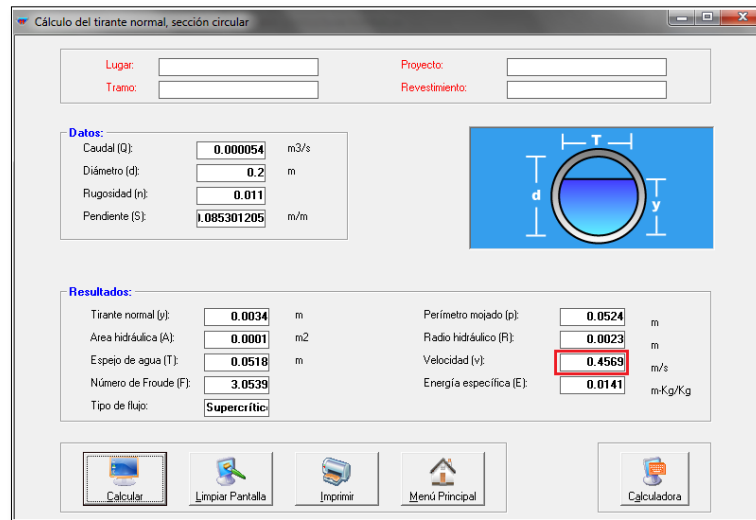 Cálculo del tirante normal, sección circular
Lugar: Proyecto:
Tramo: Revestimiento:
Datos:
Caudal (Q): 0.000054 m3/s
Diámetro (d): 0.2 m
Rugosidad (n): 0.011
Pendiente (S): 0.085301205 m/m
T
d
y
Resultados:
Tirante normal (y): 0.0034 m Perímetro mojado (p): 0.0524 m
Area hidráulica (A): 0.0001 m2 Radio hidráulico (R): 0.0023 m
Espejo de agua (T): 0.0518 m Velocidad (v): 0.4569 m/s
Número de Froude (F): 3.0539 Energía específica (E): 0.0141 m-Kg/Kg
Tipo de flujo: Supercrític
Calcular Limpiar Pantalla Imprimir Menú Principal Calculadora